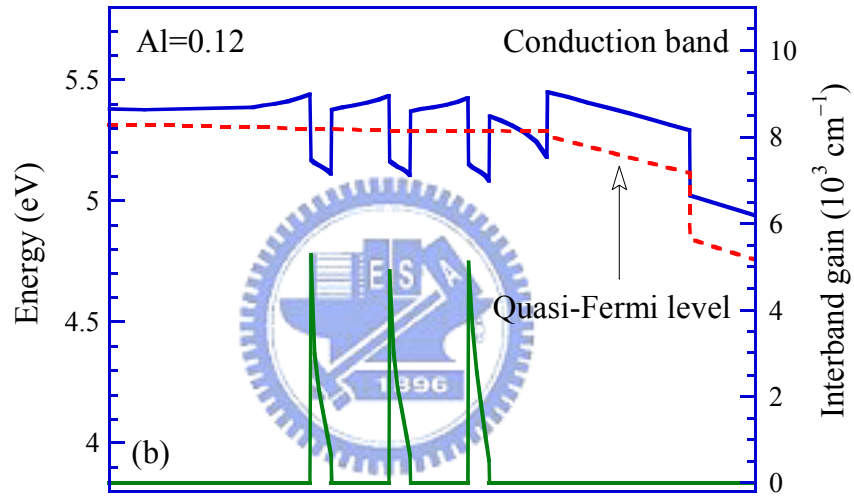 Al=0.12
Conduction band
5.5
5
4.5
4
Energy (eV)
10
8
6
4
2
0
Interband gain (10³ cm⁻¹)
Quasi-Fermi level
E S A
1896
(b)